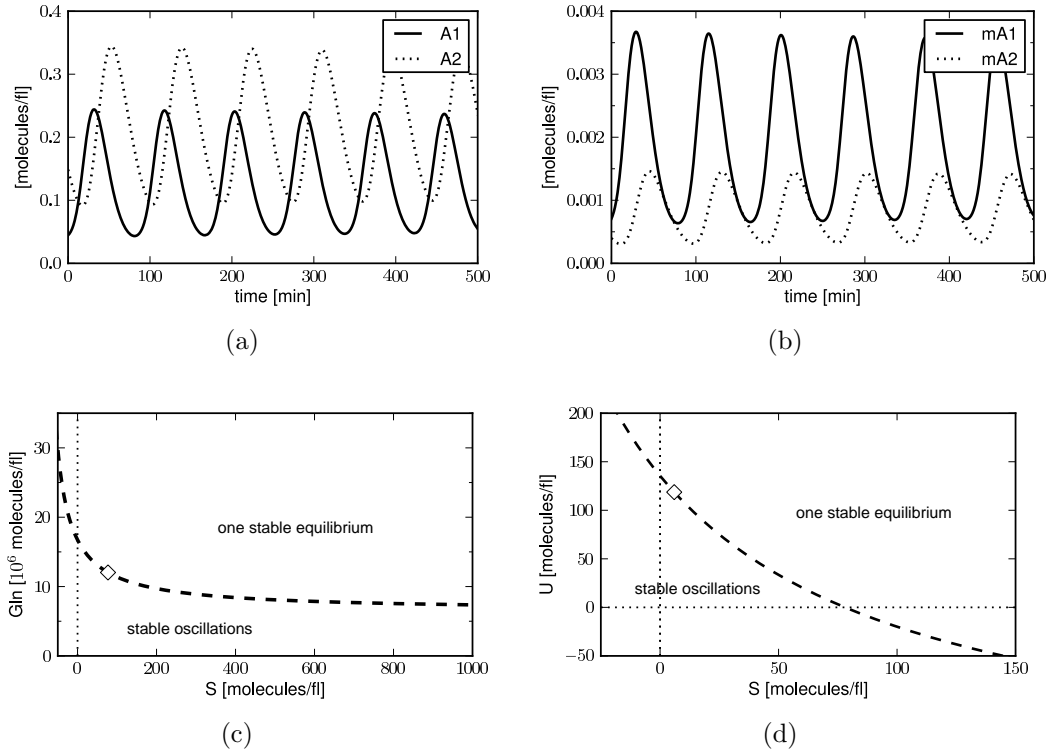 0.4
0.3
0.2
0.1
0.0
[molecules/fl]
A1
A2
0 100 200 300 400 500
time [min]
(a)
0.004
0.003
0.002
0.001
0.000
[molecules/fl]
mA1
mA2
0 100 200 300 400 500
time [min]
(b)
30
20
10
0
Gln [10⁶ molecules/fl]
one stable equilibrium
stable oscillations
0 200 400 600 800 1000
S [molecules/fl]
(c)
200
150
100
50
0
−50
U [molecules/fl]
one stable equilibrium
stable oscillations
0 50 100 150
S [molecules/fl]
(d)